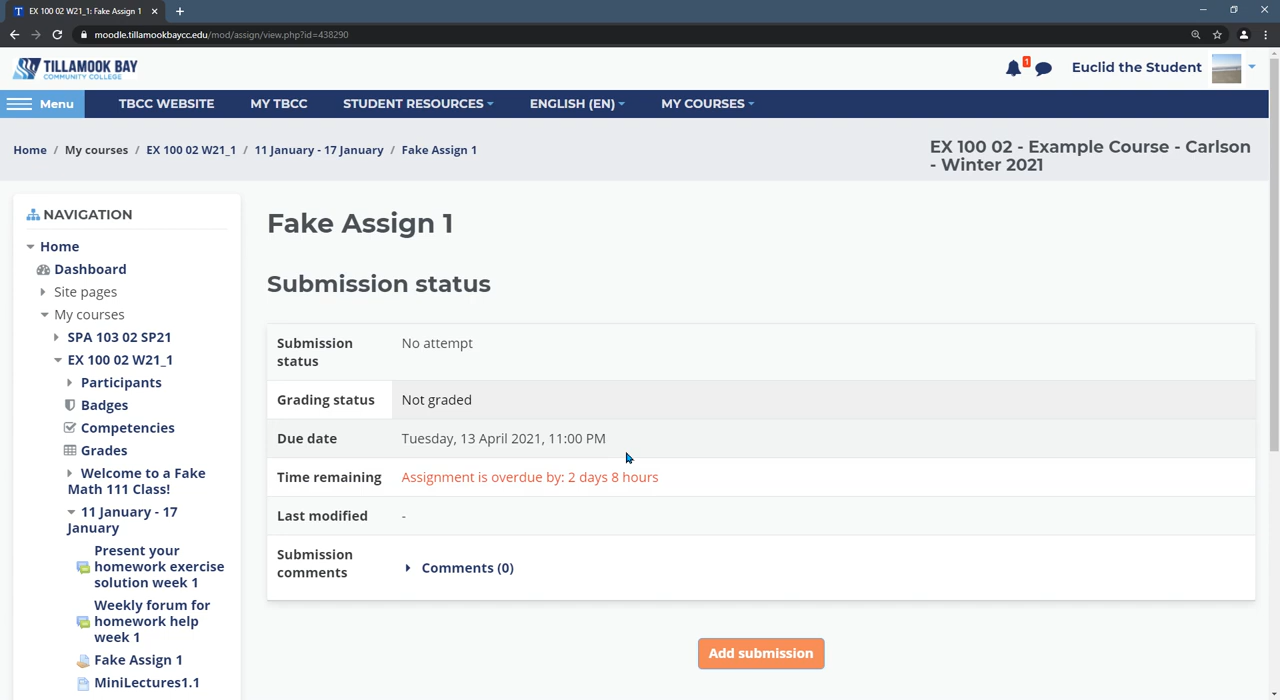 EX 100 02 W21_1: Fake Assign 1
moodle.tillamookbaycc.edu/mod/assign/view.php?id=438290
TILLAMOOK BAY
COMMUNITY COLLEGE
1
Euclid the Student
Menu
TBCC WEBSITE
MY TBCC
STUDENT RESOURCES
ENGLISH (EN)
MY COURSES
Home / My courses / EX 100 02 W21_1 / 11 January - 17 January / Fake Assign 1
EX 100 02 - Example Course - Carlson
- Winter 2021
NAVIGATION
Home
Dashboard
Site pages
My courses
SPA 103 02 SP21
EX 100 02 W21_1
Participants
Badges
Competencies
Grades
Welcome to a Fake
Math 111 Class!
11 January - 17
January
Present your
homework exercise
solution week 1
Weekly forum for
homework help
week 1
Fake Assign 1
MiniLectures1.1
Fake Assign 1
Submission status
Submission
status
No attempt
Grading status
Not graded
Due date
Tuesday, 13 April 2021, 11:00 PM
Time remaining
Assignment is overdue by: 2 days 8 hours
Last modified
-
Submission
comments
Comments (0)
Add submission